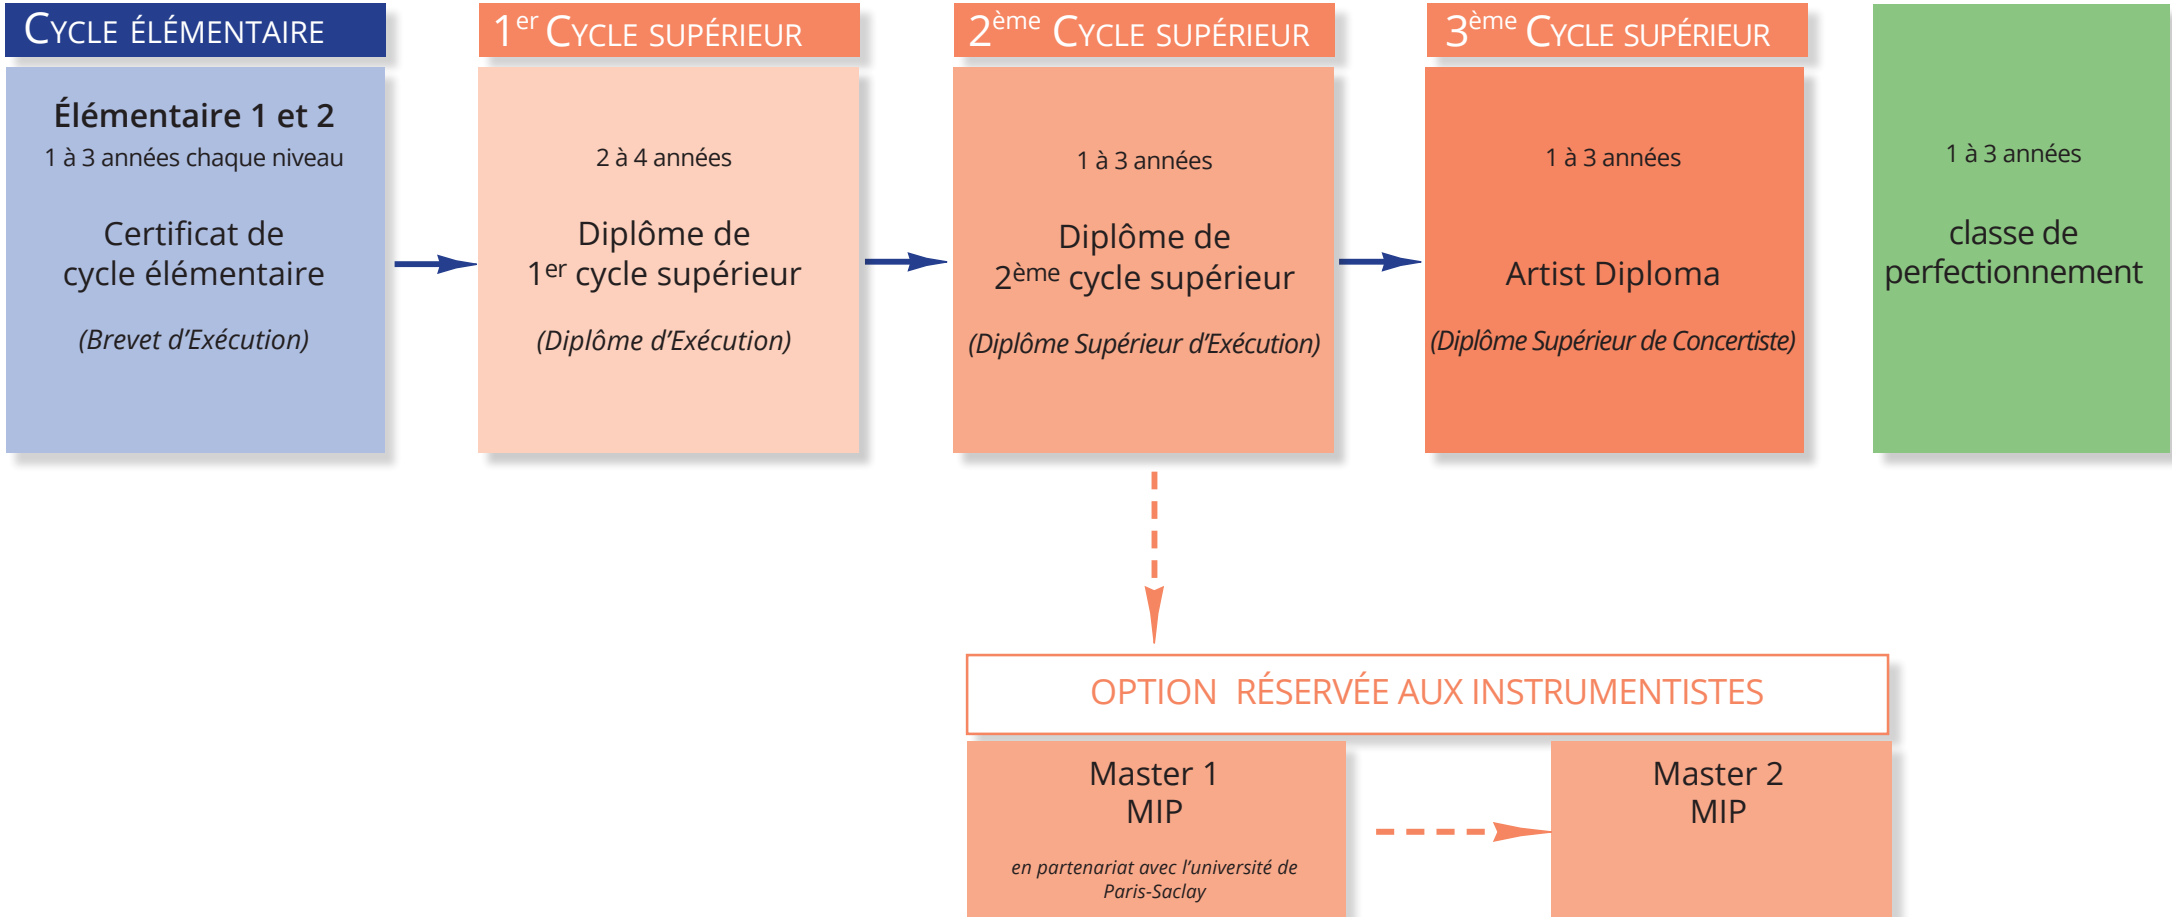 CYCLE ÉLÉMENTAIRE
Élémentaire 1 et 2
1 à 3 années chaque niveau
Certificat de
cycle élémentaire
(Brevet d’Exécution)
1er CYCLE SUPÉRIEUR
2 à 4 années
Diplôme de
1er cycle supérieur
(Diplôme d’Exécution)
2ème CYCLE SUPÉRIEUR
1 à 3 années
Diplôme de
2ème cycle supérieur
(Diplôme Supérieur d’Exécution)
3ème CYCLE SUPÉRIEUR
1 à 3 années
Artist Diploma
(Diplôme Supérieur de Concertiste)
1 à 3 années
classe de
perfectionnement
OPTION RÉSERVÉE AUX INSTRUMENTISTES
Master 1
MIP
en partenariat avec l’université de
Paris-Saclay
Master 2
MIP